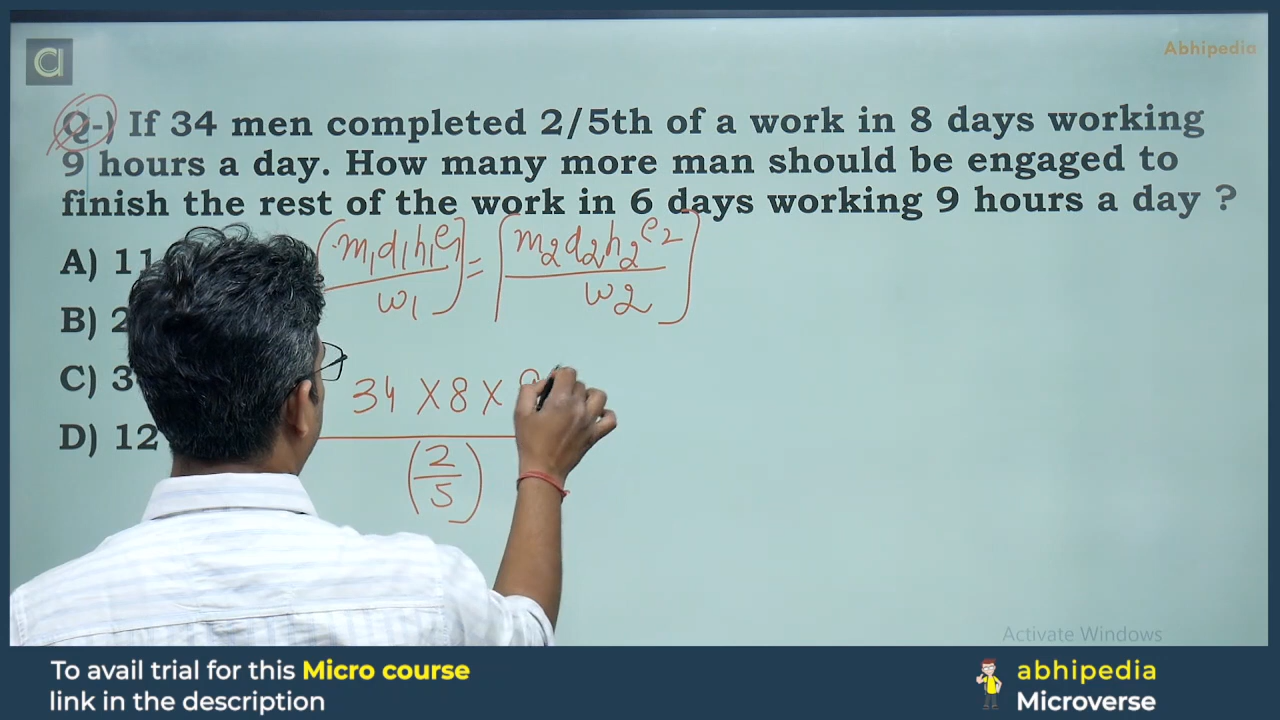 Abhipedia
Q-) If 34 men completed 2/5th of a work in 8 days working
9 hours a day. How many more man should be engaged to
finish the rest of the work in 6 days working 9 hours a day ?
A) 11
B) 2
C) 3
D) 12
m₁d₁h₁e₁ = m₂d₂h₂e₂
w₁ w₂
34 X 8 X
(2/5)
Activate Windows
To avail trial for this Micro course
link in the description
abhipedia
Microverse